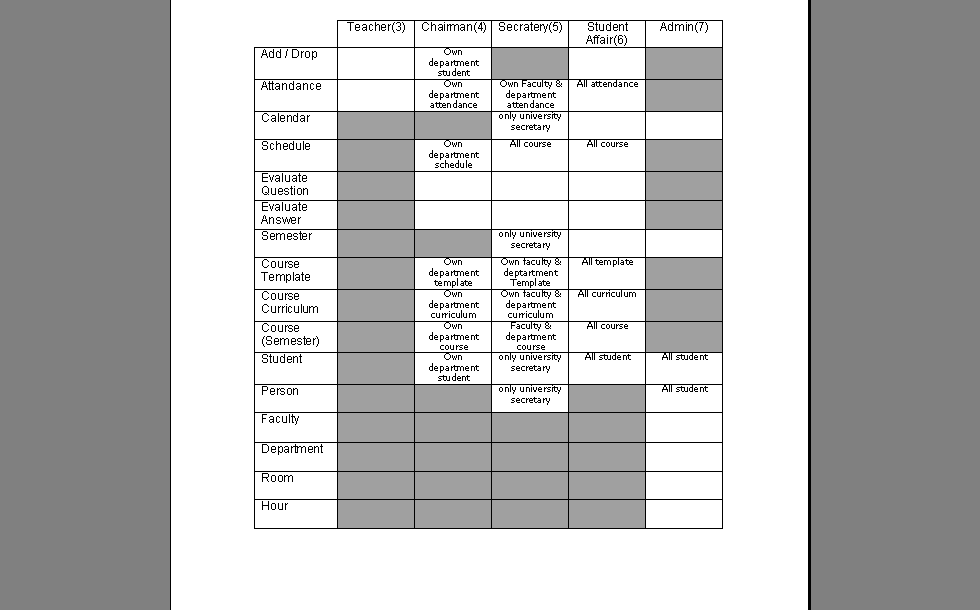 Teacher(3) Chairman(4) Secratery(5) Student Affair(6) Admin(7)
Add / Drop
Own
department
student
Attandance
Own
department
attendance
Own Faculty &
department
attendance
All attendance
Calendar
only university
secretary
Schedule
Own
department
schedule
All course
All course
Evaluate
Question
Evaluate
Answer
Semester
only university
secretary
Course
Template
Own
department
template
Own faculty &
deptartment
Template
All template
Course
Curriculum
Own
department
curriculum
Own faculty &
department
curriculum
All curriculum
Course
(Semester)
Own
department
course
Faculty &
department
course
All course
Student
Own
department
student
only university
secretary
All student
All student
Person
only university
secretary
All student
Faculty
Department
Room
Hour